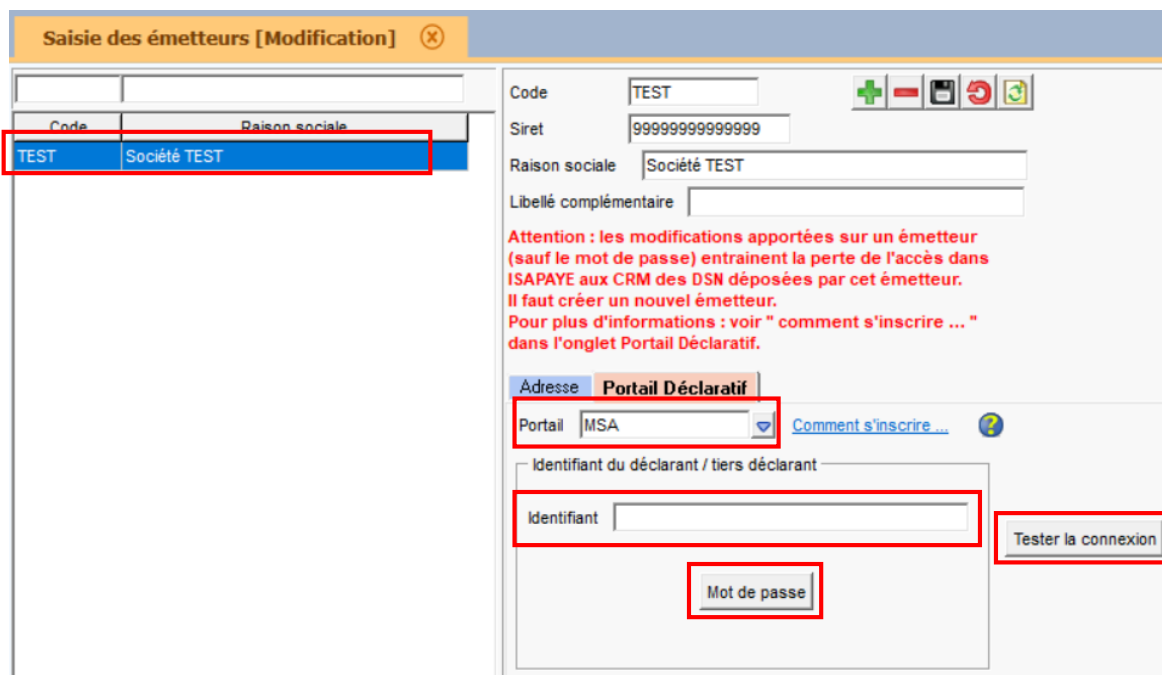 Saisie des émetteurs [Modification]
Code Raison sociale
TEST Société TEST
Code TEST
Siret 99999999999999
Raison sociale Société TEST
Libellé complémentaire
Attention : les modifications apportées sur un émetteur
(sauf le mot de passe) entrainent la perte de l'accès dans
ISAPAYE aux CRM des DSN déposées par cet émetteur.
Il faut créer un nouvel émetteur.
Pour plus d'informations : voir " comment s'inscrire ... "
dans l'onglet Portail Déclaratif.
Adresse Portail Déclaratif
Portail MSA Comment s'inscrire ... ?
Identifiant du déclarant / tiers déclarant
Identifiant
Tester la connexion
Mot de passe